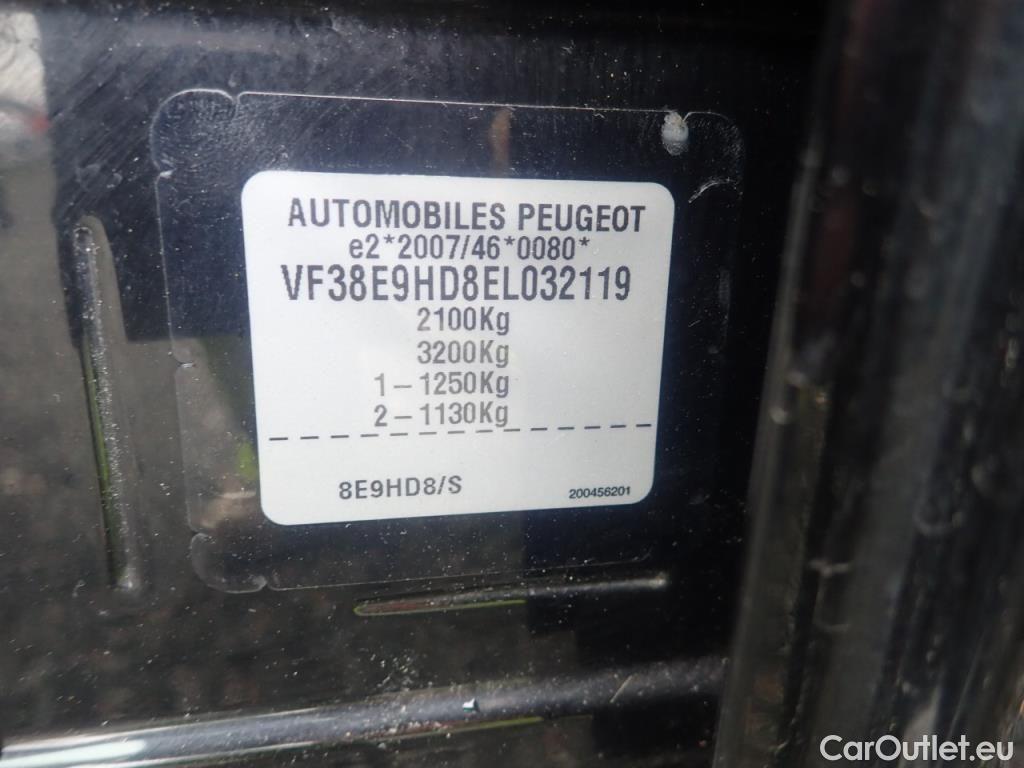 AUTOMOBILES PEUGEOT
e2*2007/46*0080*
VF38E9HD8EL032119
2100Kg
3200Kg
1-1250Kg
2-1130Kg
8E9HD8/S
200456201
CarOutlet.eu